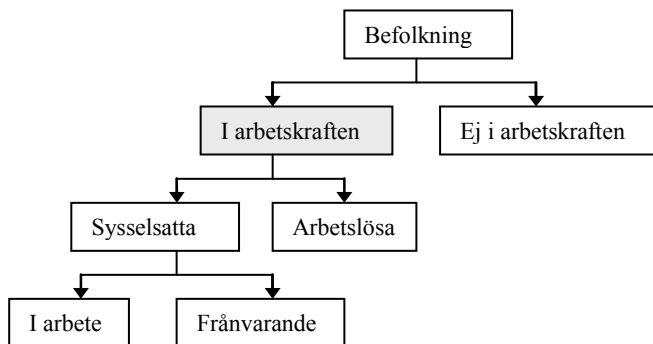 Befolkning
I arbetskraften
Ej i arbetskraften
Sysselsatta
Arbetslösa
I arbete
Frånvarande